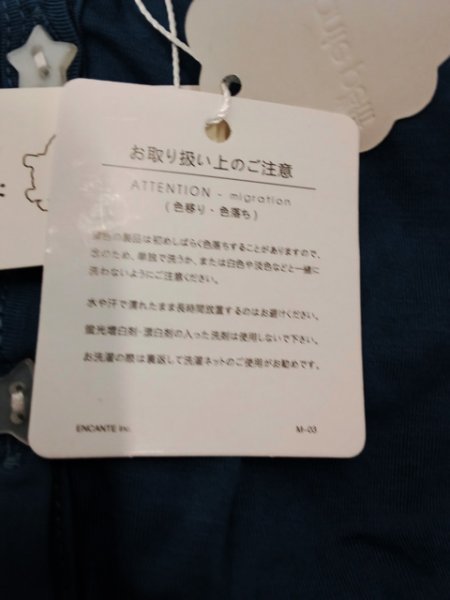 お取り扱い上のご注意
ATTENTION - migration
(色移り・色落ち)
色の製品は初めしばらく色落ちすることがありますので、
念のため、単独で洗うか、または白色や淡色などと一緒に
洗わないようにご注意ください。
水や汗で濡れたまま長時間放置するのはお避けください。
蛍光増白剤・漂白剤の入った洗剤は使用しないで下さい。
お洗濯の際は裏返して洗濯ネットのご使用がお勧めです。
ENCANTE Inc.
M-03